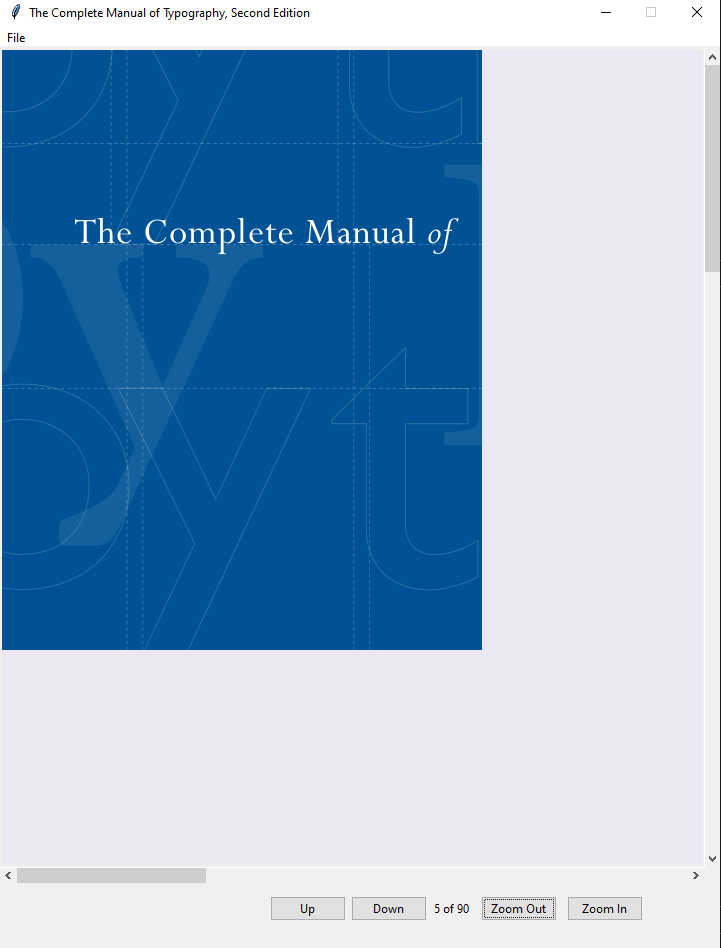 The Complete Manual of Typography, Second Edition
File
The Complete Manual of
Up Down 5 of 90 Zoom Out Zoom In